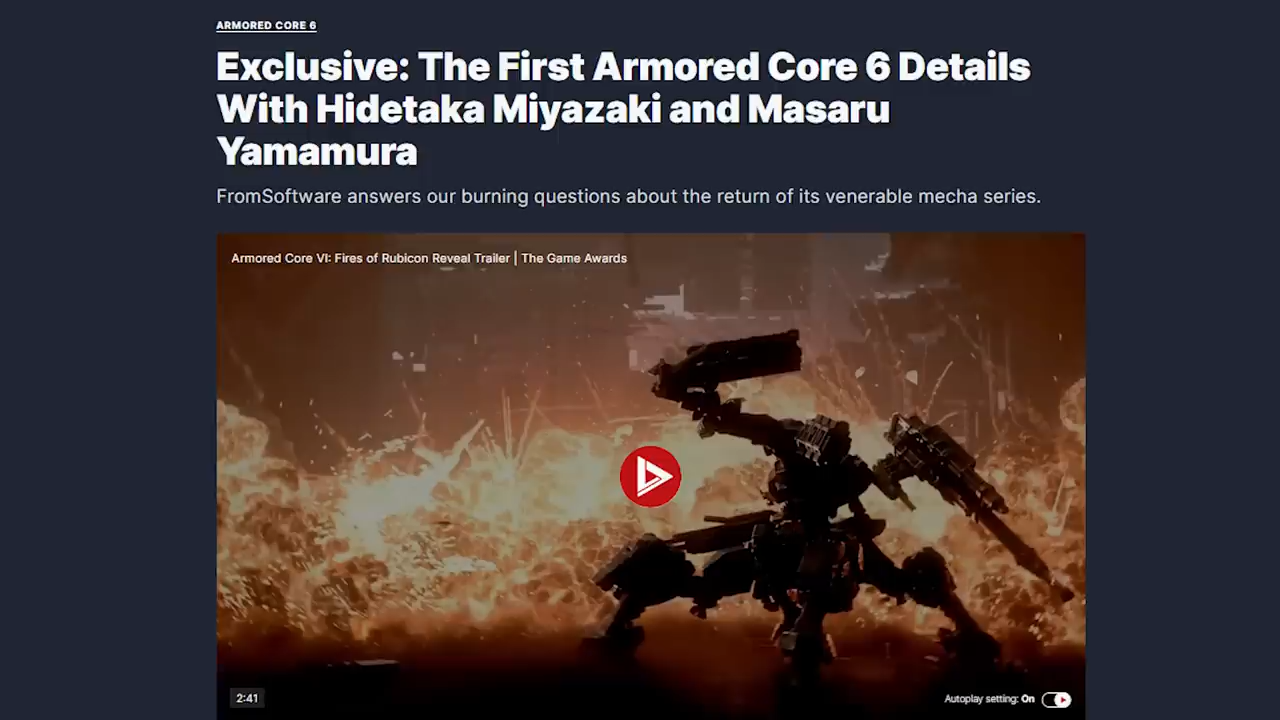 ARMORED CORE 6
Exclusive: The First Armored Core 6 Details
With Hidetaka Miyazaki and Masaru
Yamamura
FromSoftware answers our burning questions about the return of its venerable mecha series.
Armored Core VI: Fires of Rubicon Reveal Trailer | The Game Awards
2:41
Autoplay setting: On